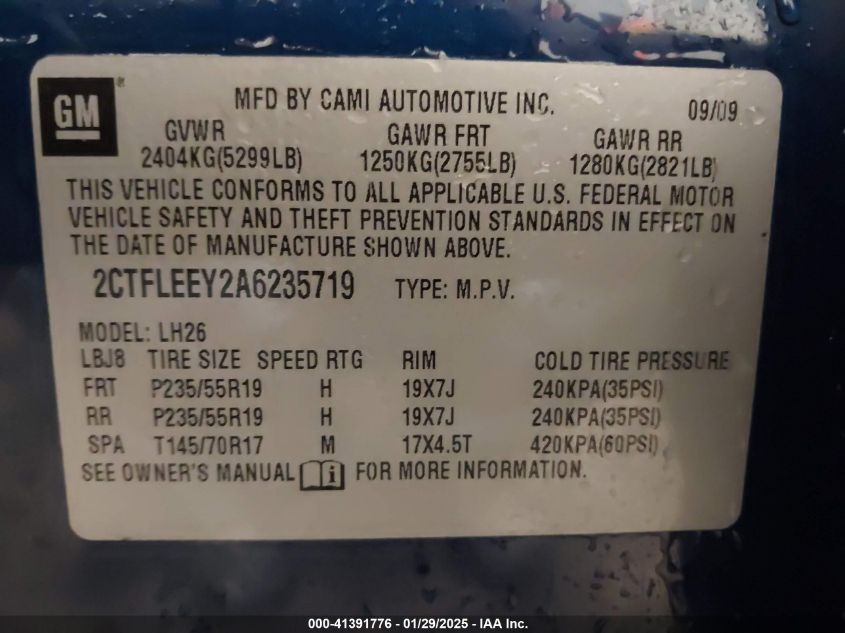 GM®
MFD BY CAMI AUTOMOTIVE INC. 09/09
GVWR GAWR FRT GAWR RR
2404KG(5299LB) 1250KG(2755LB) 1280KG(2821LB)
THIS VEHICLE CONFORMS TO ALL APPLICABLE U.S. FEDERAL MOTOR
VEHICLE SAFETY AND THEFT PREVENTION STANDARDS IN EFFECT ON
THE DATE OF MANUFACTURE SHOWN ABOVE.
2CTFLEEY2A6235719 TYPE: M.P.V.
MODEL: LH26
LBJ8 TIRE SIZE SPEED RTG RIM COLD TIRE PRESSURE
FRT P235/55R19 H 19X7J 240KPA(35PSI)
RR P235/55R19 H 19X7J 240KPA(35PSI)
SPA T145/70R17 M 17X4.5T 420KPA(60PSI)
SEE OWNER'S MANUAL i FOR MORE INFORMATION.
000-41391776 - 01/29/2025 - IAA Inc.